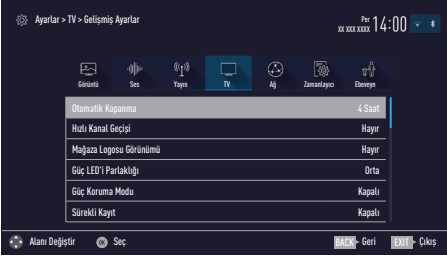 Ayarlar > TV > Gelişmiş Ayarlar
Per
xx xxx xxxx 14:00
Görüntü Ses Yayın TV Ağ Zamanlayıcı Ebeveyn
Otomatik Kapanma 4 Saat
Hızlı Kanal Geçişi Hayır
Mağaza Logosu Görünümü Hayır
Güç LED'i Parlaklığı Orta
Güç Koruma Modu Kapalı
Sürekli Kayıt Kapalı
Alanı Değiştir OK Seç BACK Geri EXIT Çıkış